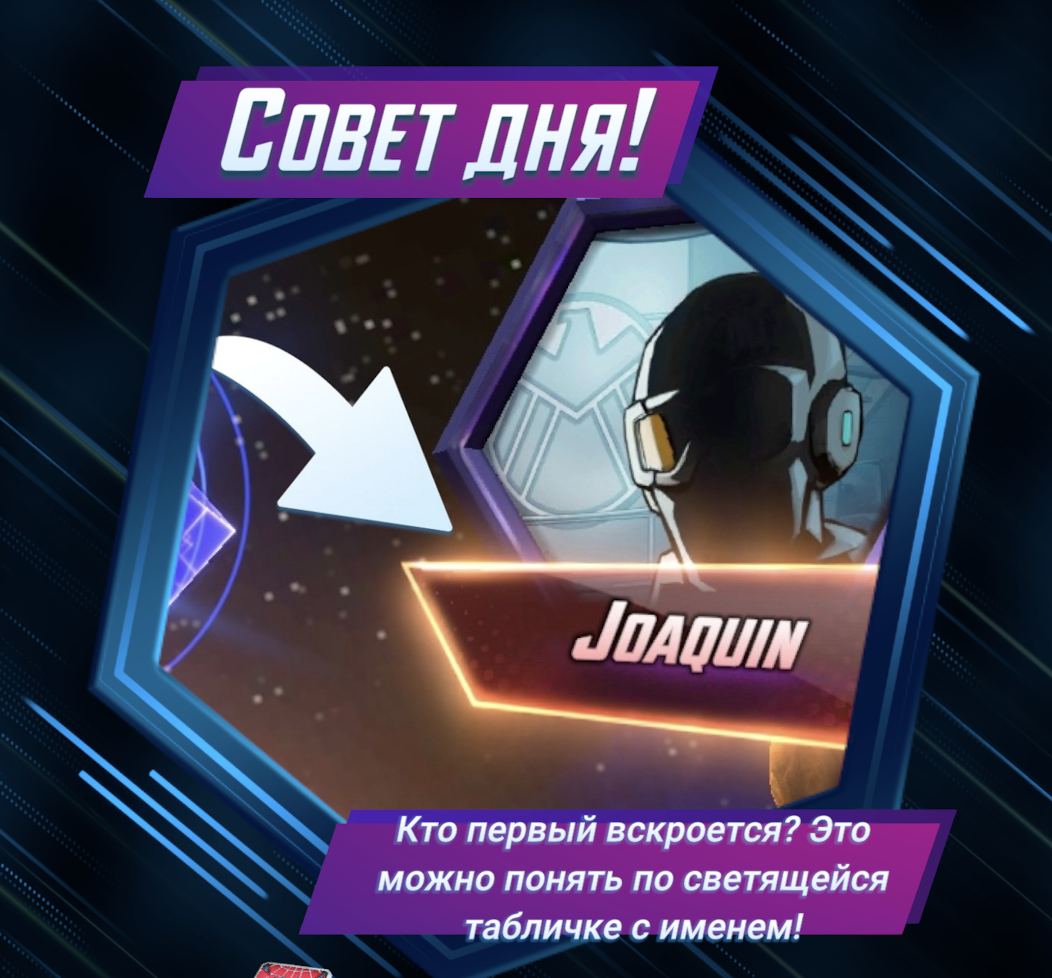 Совет дня!
Joaquin
Кто первый вскроется? Это
можно понять по светящейся
табличке с именем!